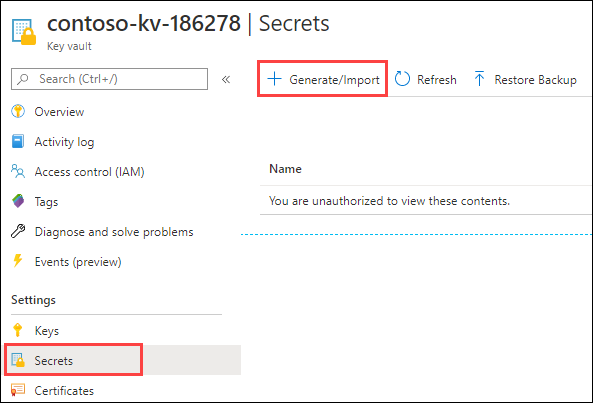 contoso-kv-186278 | Secrets
Key vault
Search (Ctrl+/)
«
Generate/Import
Refresh
Restore Backup
Overview
Activity log
Access control (IAM)
Tags
Diagnose and solve problems
Events (preview)
Settings
Keys
Secrets
Certificates
Name
You are unauthorized to view these contents.